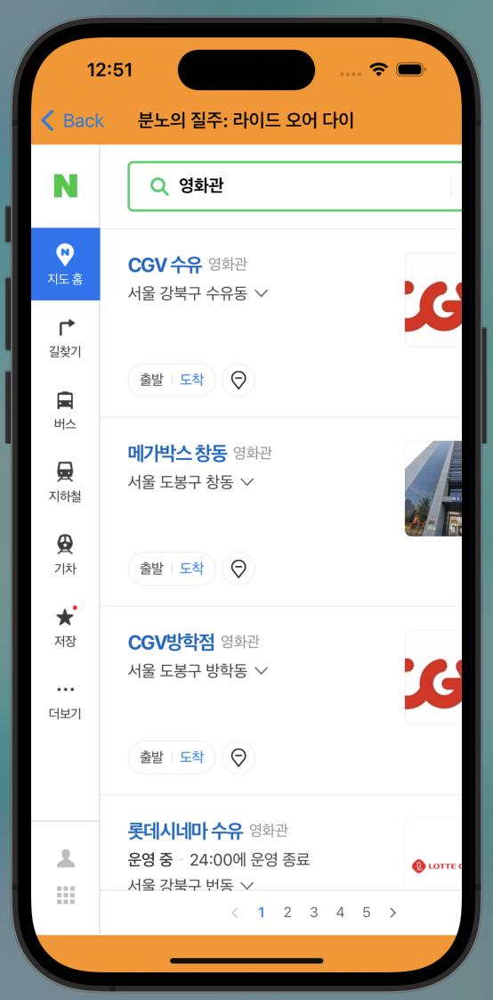 12:51
Back 분노의 질주: 라이드 오어 다이
N
영화관
지도 홈
길찾기
버스
지하철
기차
저장
더보기
CGV 수유 영화관
서울 강북구 수유동
출발 도착
메가박스 창동 영화관
서울 도봉구 창동
출발 도착
CGV방학점 영화관
서울 도봉구 방학동
출발 도착
롯데시네마 수유 영화관
운영 중 · 24:00에 운영 종료
서울 강북구 번동
LOTTE
1 2 3 4 5